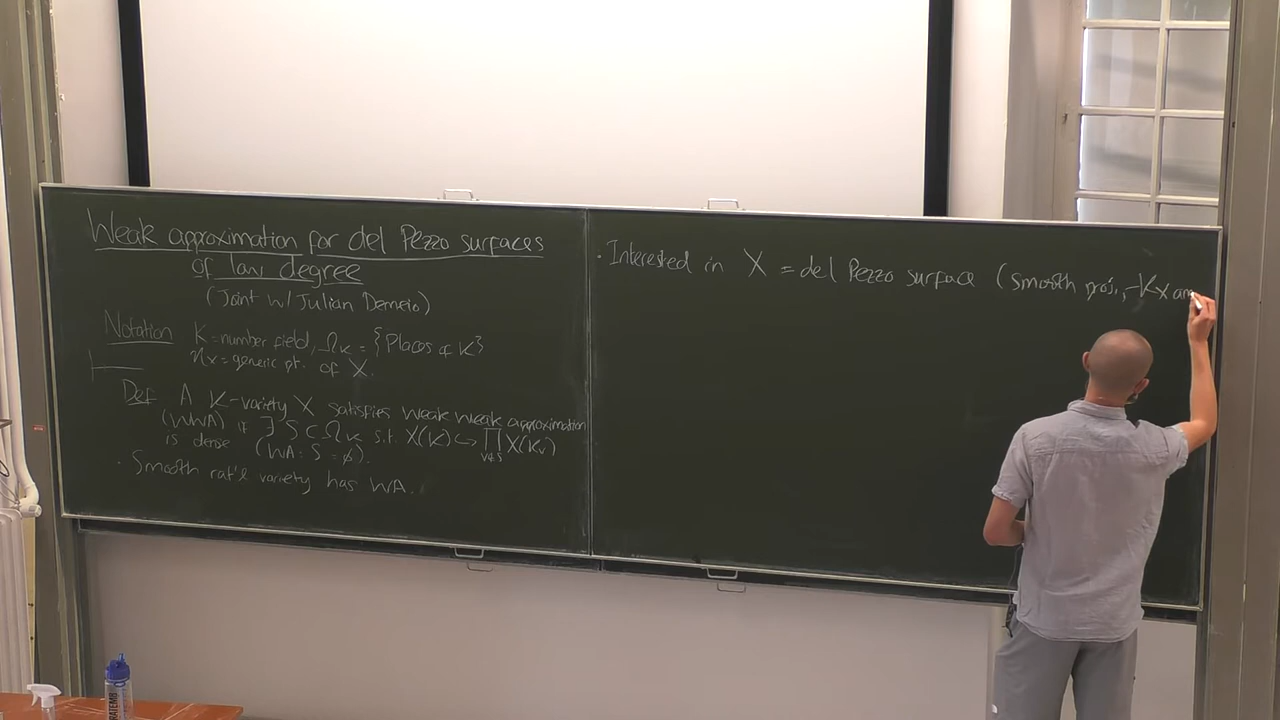 Weak approximation for del Pezzo surfaces
of low degree
(Joint w/ Julian Demeio)
Notation K = number field, Ω_K = {Places of K}
η_X = generic pt. of X.
Def A K-variety X satisfies weak weak approximation
(WWA) if ∃ S ⊂ Ω_K s.t. X(K) ↪ ∏_{v∉S} X(K_v)
is dense (WA: S = ∅).
· Smooth rat'l variety has WA.
· Interested in X = del Pezzo surface (smooth proj., -K_X am